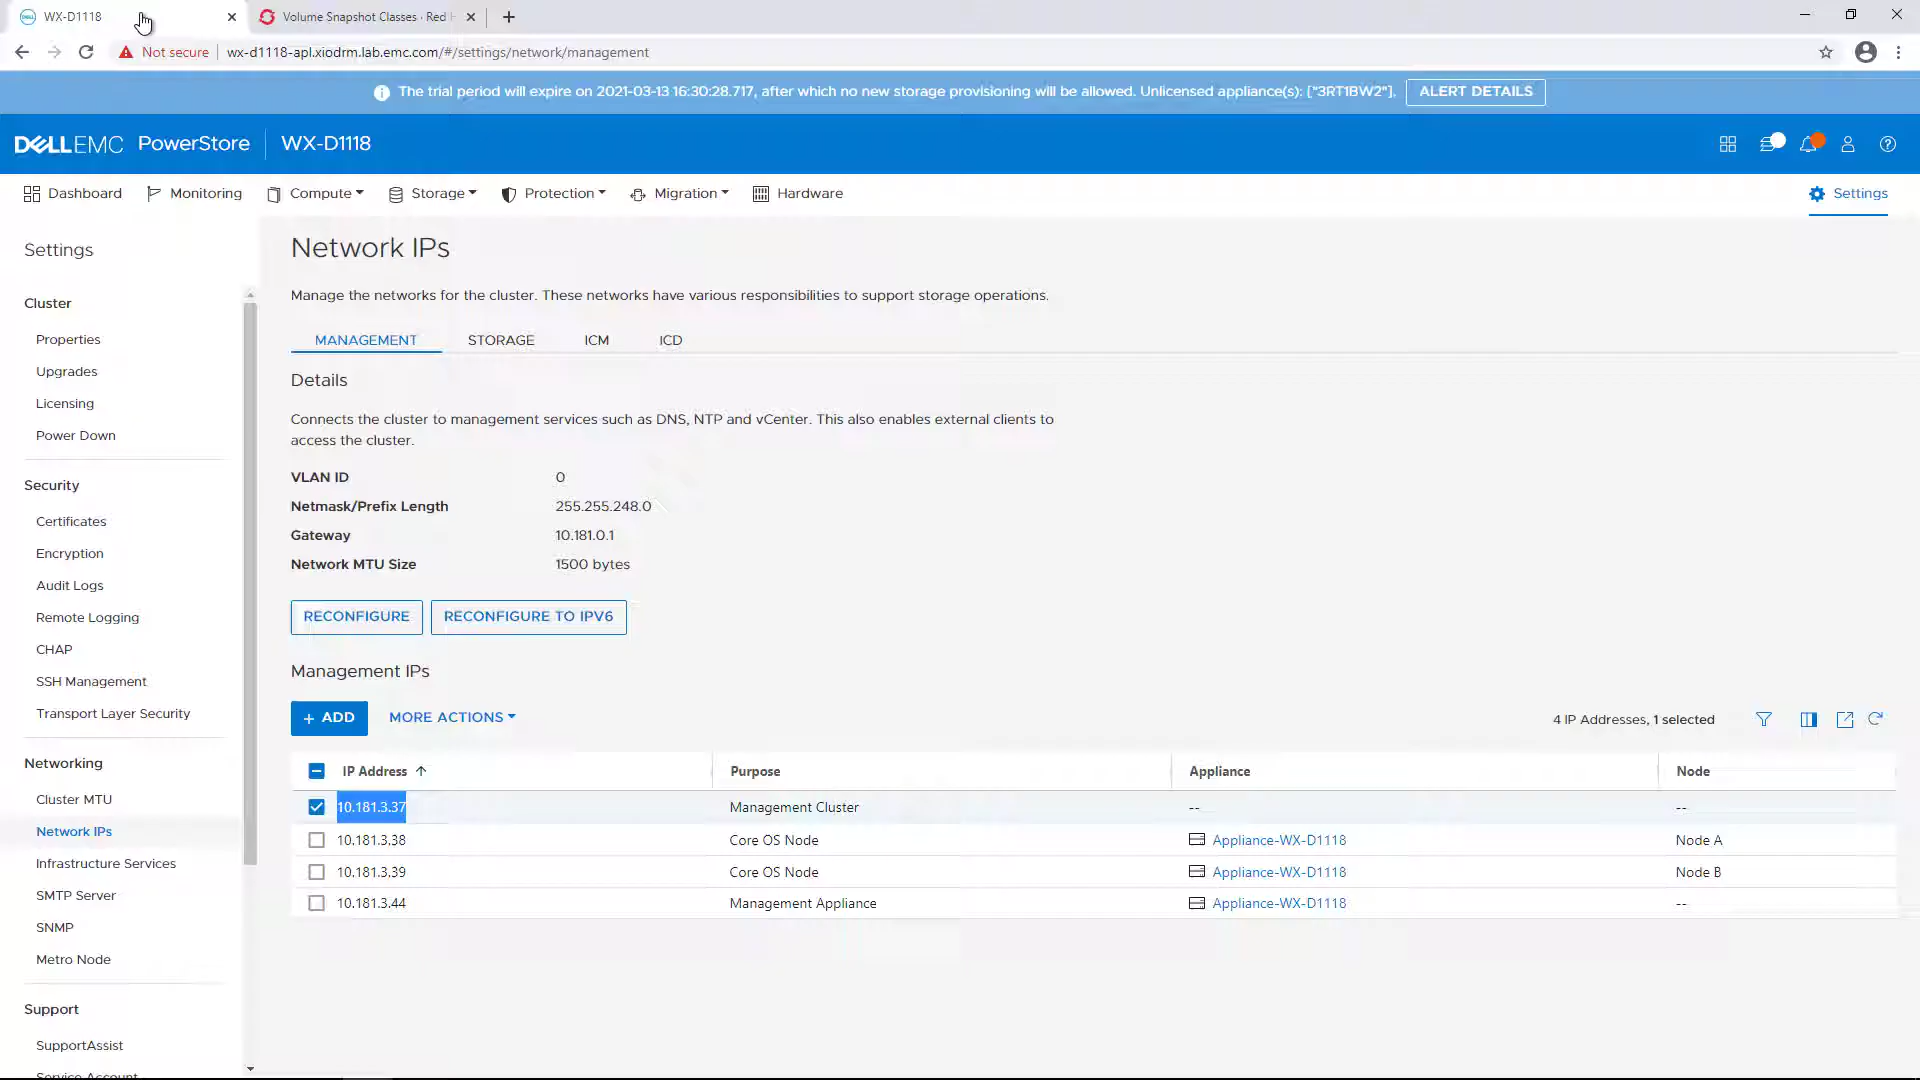 WX-D1118
Volume Snapshot Classes · Red
Not secure
wx-d1118-apl.xiodrm.lab.emc.com/#/settings/network/management
The trial period will expire on 2021-03-13 16:30:28.717, after which no new storage provisioning will be allowed. Unlicensed appliance(s): ["3RT1BW2"].
ALERT DETAILS
DELLEMC PowerStore
WX-D1118
Dashboard
Monitoring
Compute
Storage
Protection
Migration
Hardware
Settings
Settings
Cluster
Properties
Upgrades
Licensing
Power Down
Security
Certificates
Encryption
Audit Logs
Remote Logging
CHAP
SSH Management
Transport Layer Security
Networking
Cluster MTU
Network IPs
Infrastructure Services
SMTP Server
SNMP
Metro Node
Support
SupportAssist
Service Account
Network IPs
Manage the networks for the cluster. These networks have various responsibilities to support storage operations.
MANAGEMENT STORAGE ICM ICD
Details
Connects the cluster to management services such as DNS, NTP and vCenter. This also enables external clients to
access the cluster.
VLAN ID 0
Netmask/Prefix Length 255.255.248.0
Gateway 10.181.0.1
Network MTU Size 1500 bytes
RECONFIGURE RECONFIGURE TO IPV6
Management IPs
+ ADD MORE ACTIONS 4 IP Addresses, 1 selected
IP Address ↑ Purpose Appliance Node
10.181.3.37 Management Cluster -- --
10.181.3.38 Core OS Node Appliance-WX-D1118 Node A
10.181.3.39 Core OS Node Appliance-WX-D1118 Node B
10.181.3.44 Management Appliance Appliance-WX-D1118 --